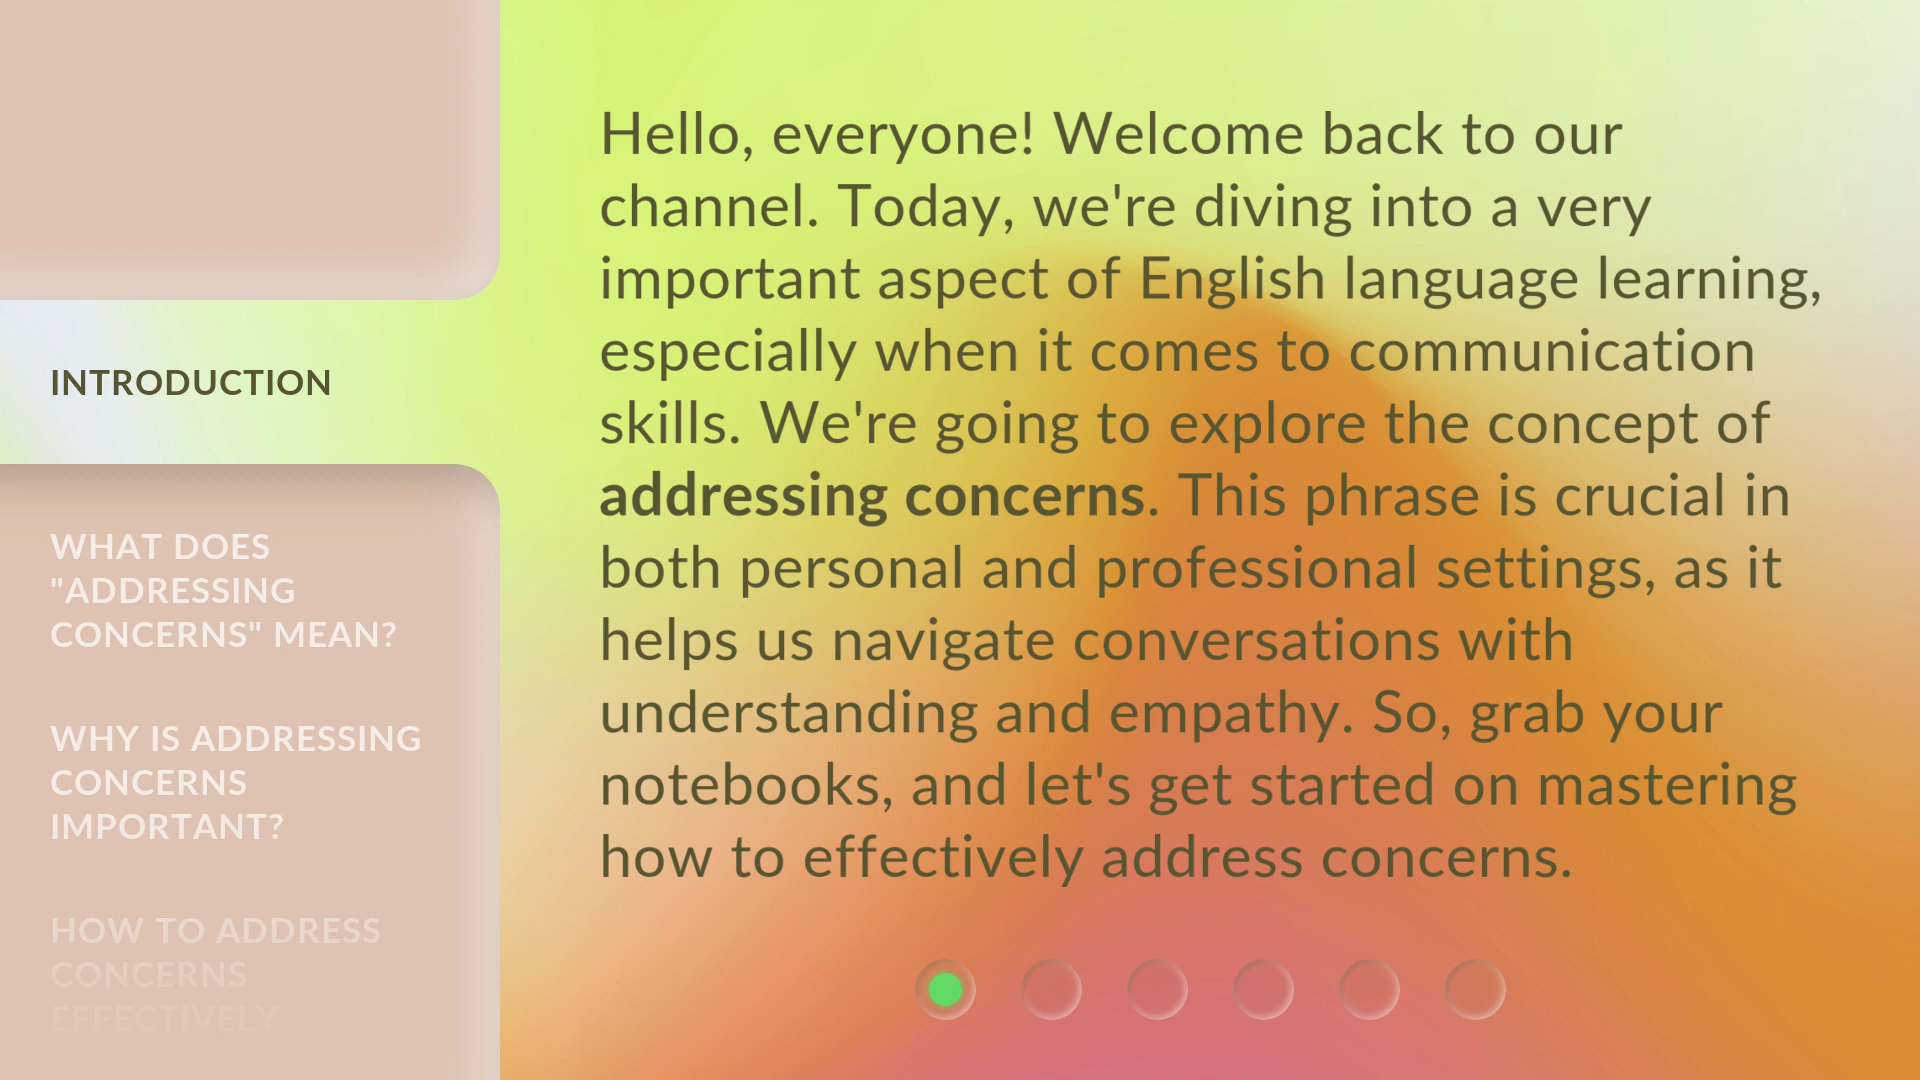 INTRODUCTION
WHAT DOES
"ADDRESSING
CONCERNS" MEAN?
WHY IS ADDRESSING
CONCERNS
IMPORTANT?
HOW TO ADDRESS
CONCERNS
EFFECTIVELY
Hello, everyone! Welcome back to our
channel. Today, we're diving into a very
important aspect of English language learning,
especially when it comes to communication
skills. We're going to explore the concept of
addressing concerns. This phrase is crucial in
both personal and professional settings, as it
helps us navigate conversations with
understanding and empathy. So, grab your
notebooks, and let's get started on mastering
how to effectively address concerns.